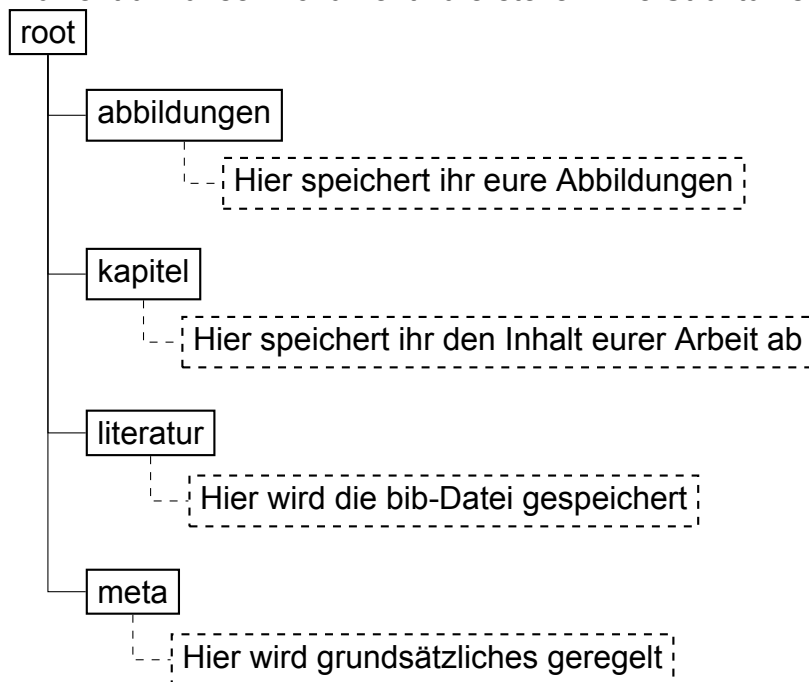 root
abbildungen
Hier speichert ihr eure Abbildungen
kapitel
Hier speichert ihr den Inhalt eurer Arbeit ab
literatur
Hier wird die bib-Datei gespeichert
meta
Hier wird grundsätzliches geregelt